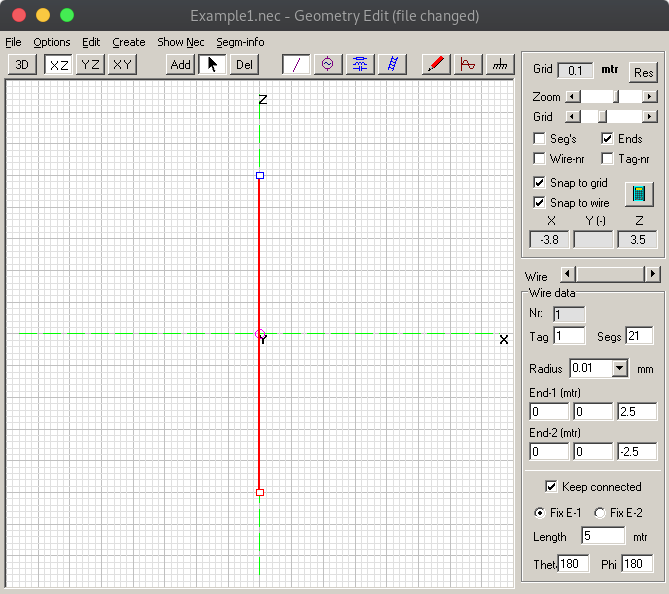 Example1.nec - Geometry Edit (file changed)
File Options Edit Create Show Nec Segm-info
3D XZ YZ XY Add Del
Grid 0.1 mtr Res
Zoom
Grid
Seg's Ends
Wire-nr Tag-nr
Snap to grid
Snap to wire
X Y (-) Z
-3.8 3.5
Z
Y
X
Wire
Wire data
Nr: 1
Tag 1 Segs 21
Radius 0.01 mm
End-1 (mtr)
0 0 2.5
End-2 (mtr)
0 0 -2.5
Keep connected
Fix E-1 Fix E-2
Length 5 mtr
Thet. 180 Phi 180